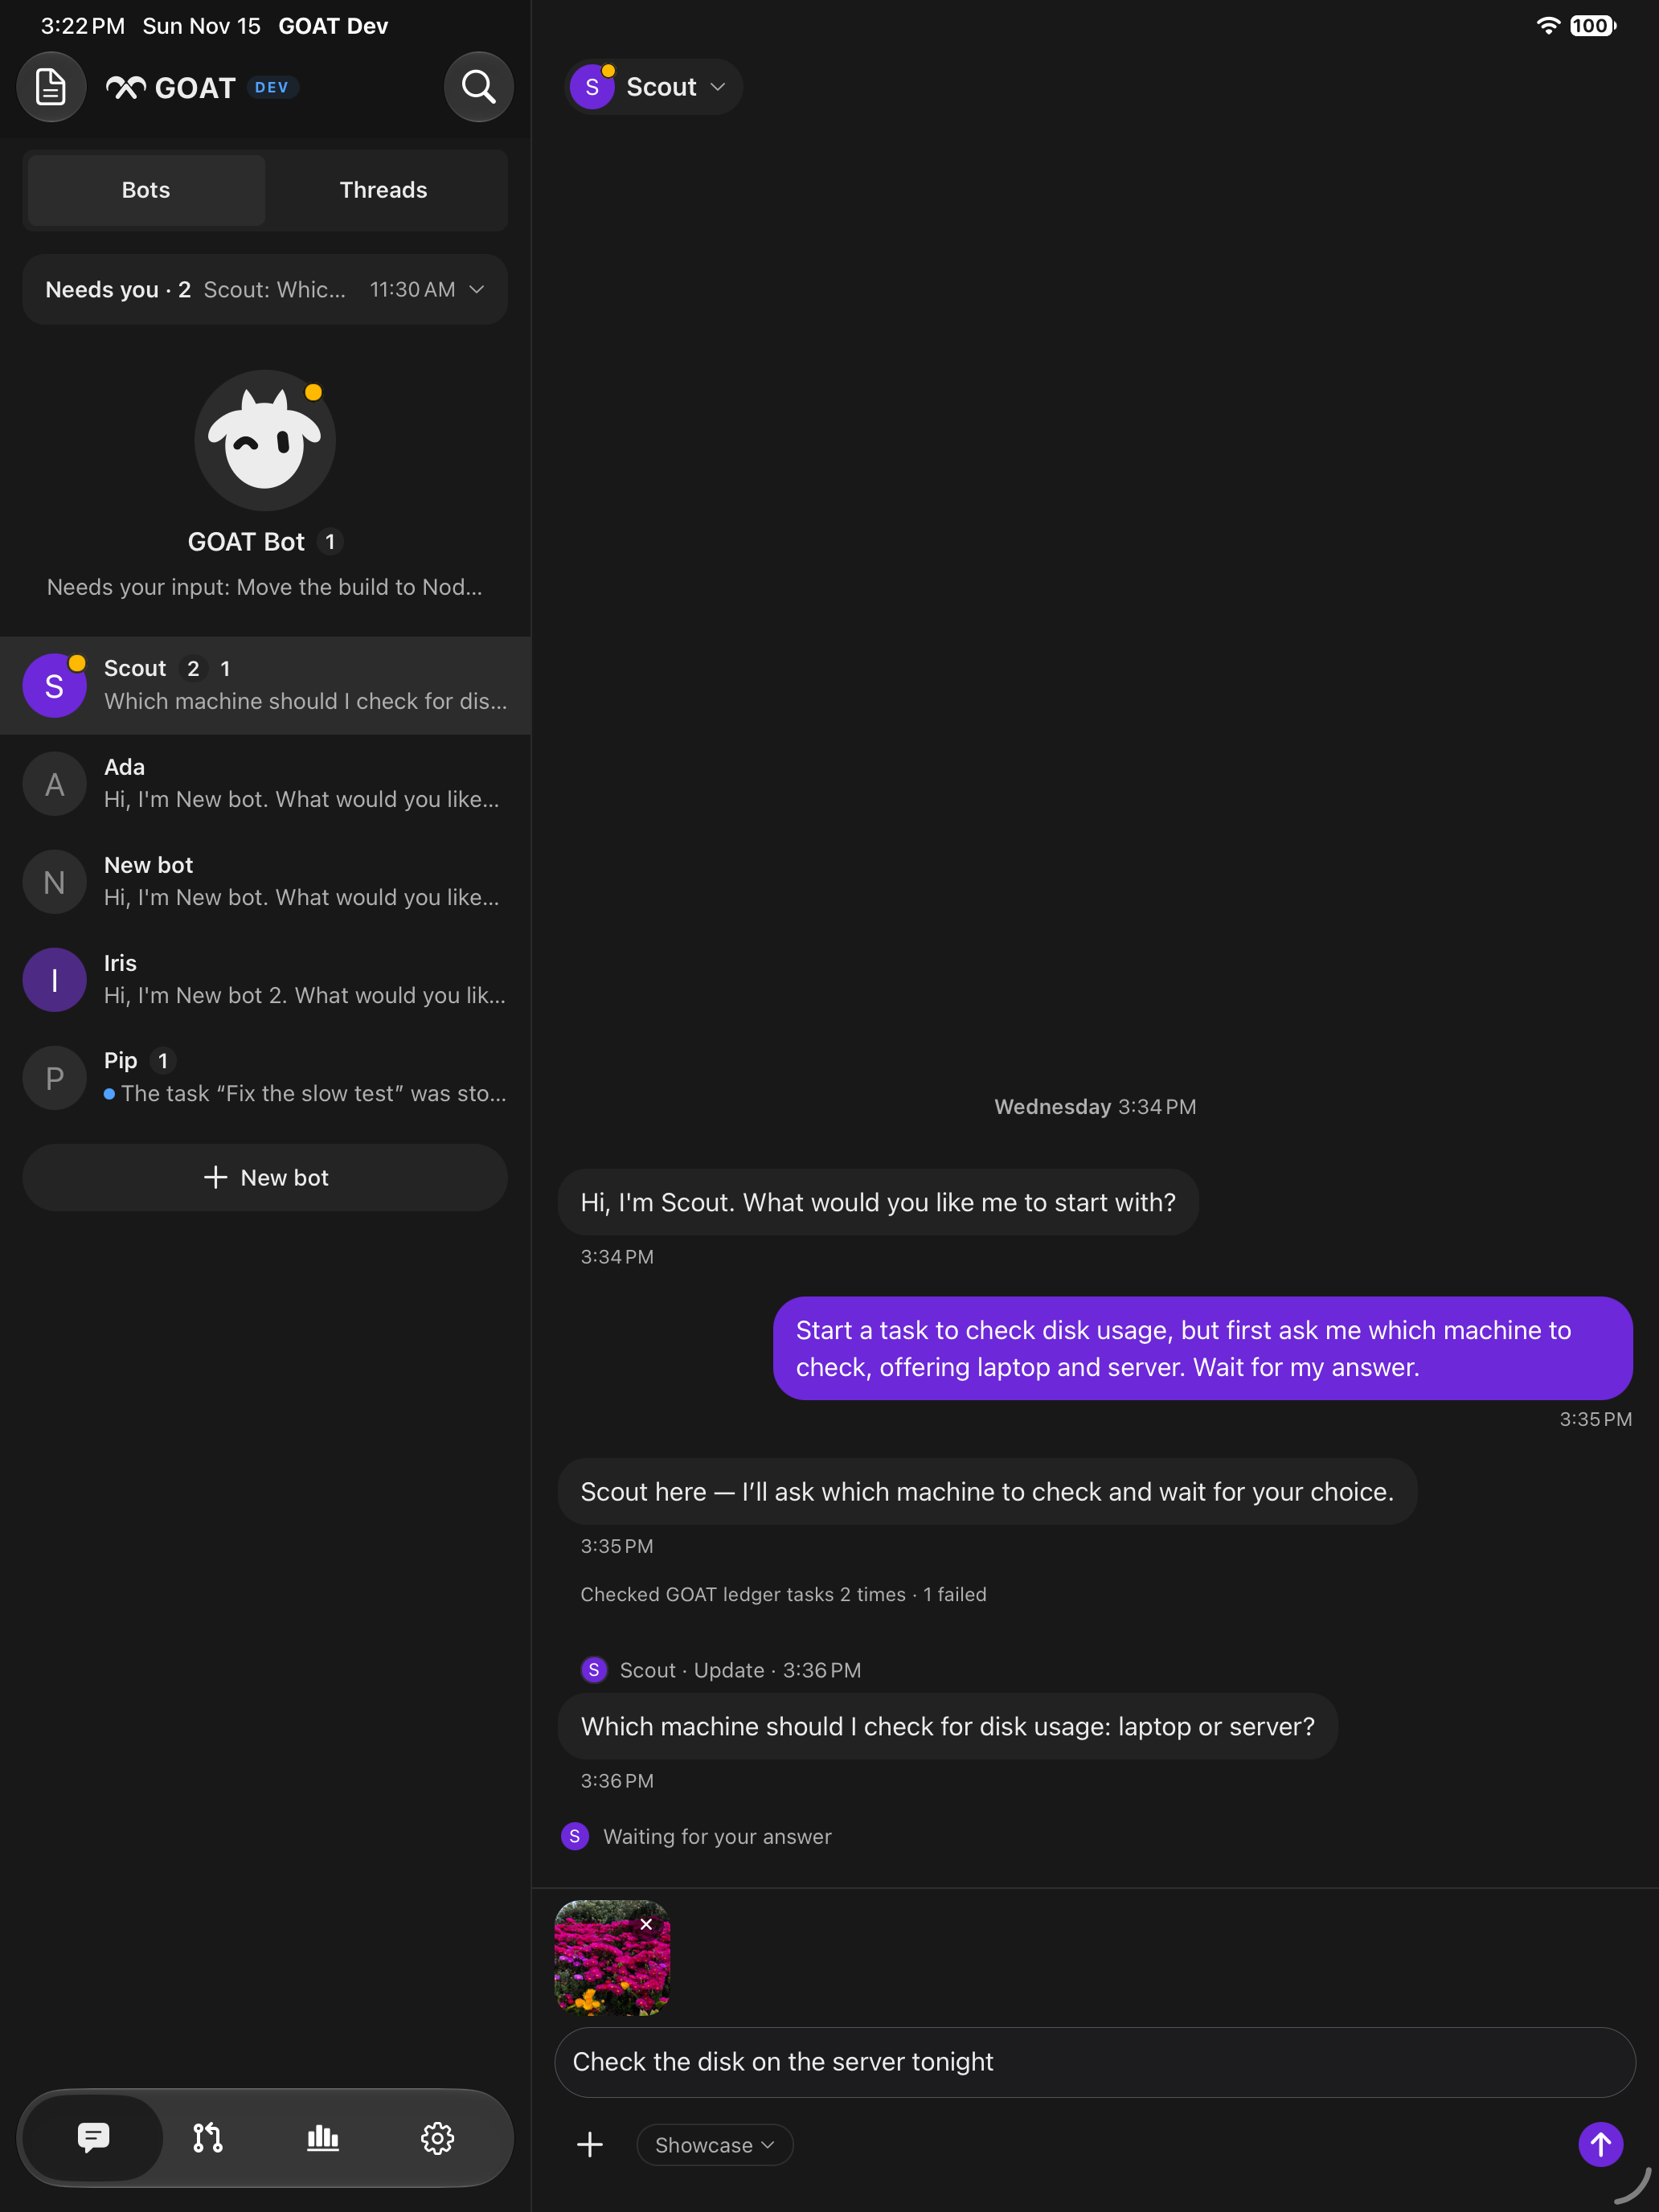 3:22 PM Sun Nov 15 GOAT Dev
100
GOAT DEV
Bots
Threads
Needs you · 2 Scout: Whic... 11:30 AM
GOAT Bot 1
Needs your input: Move the build to Nod...
S
Scout 2 1
Which machine should I check for dis...
A
Ada
Hi, I'm New bot. What would you like...
N
New bot
Hi, I'm New bot. What would you like...
I
Iris
Hi, I'm New bot 2. What would you lik...
P
Pip 1
The task “Fix the slow test” was sto...
New bot
S Scout
Wednesday 3:34 PM
Hi, I'm Scout. What would you like me to start with?
3:34 PM
Start a task to check disk usage, but first ask me which machine to
check, offering laptop and server. Wait for my answer.
3:35 PM
Scout here — I’ll ask which machine to check and wait for your choice.
3:35 PM
Checked GOAT ledger tasks 2 times · 1 failed
S Scout · Update · 3:36 PM
Which machine should I check for disk usage: laptop or server?
3:36 PM
S Waiting for your answer
Check the disk on the server tonight
Showcase